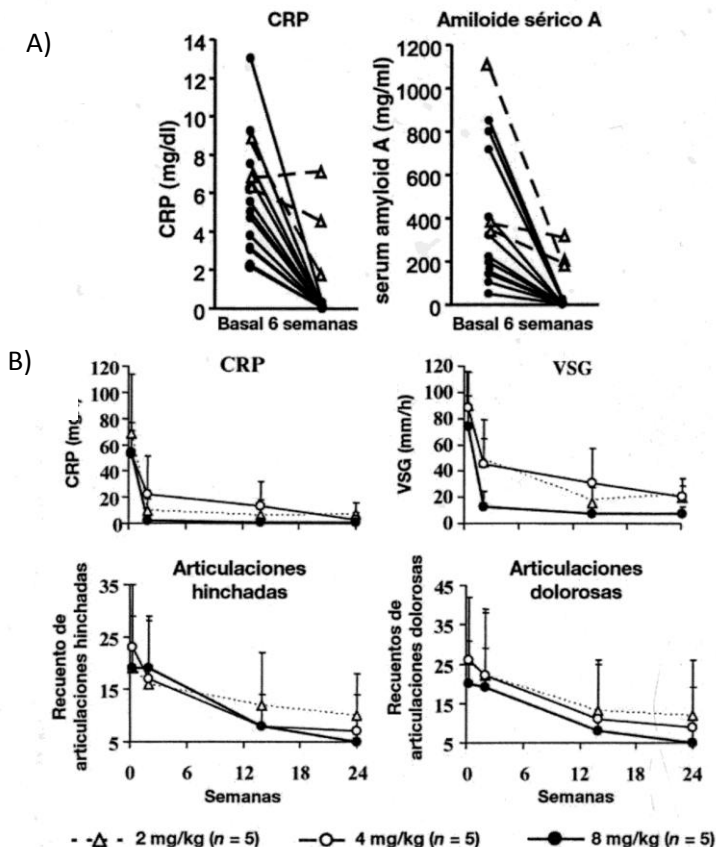 A)
CRP
CRP (mg/dl)
14
12
10
8
6
4
2
0
Basal 6 semanas
Amiloide sérico A
serum amyloid A (mg/ml)
1200
1000
800
600
400
200
0
Basal 6 semanas
B)
CRP
CRP (mg
120
100
80
60
40
20
0
VSG
VSG (mm/h)
120
100
80
60
40
20
0
Articulaciones
hinchadas
Recuento de
articulaciones hinchadas
35
25
15
5
0 6 12 18 24
Semanas
Articulaciones
dolorosas
Recuentos de
articulaciones dolorosas
45
35
25
15
5
0 6 12 18 24
Semanas
2 mg/kg (n = 5) 4 mg/kg (n = 5) 8 mg/kg (n = 5)